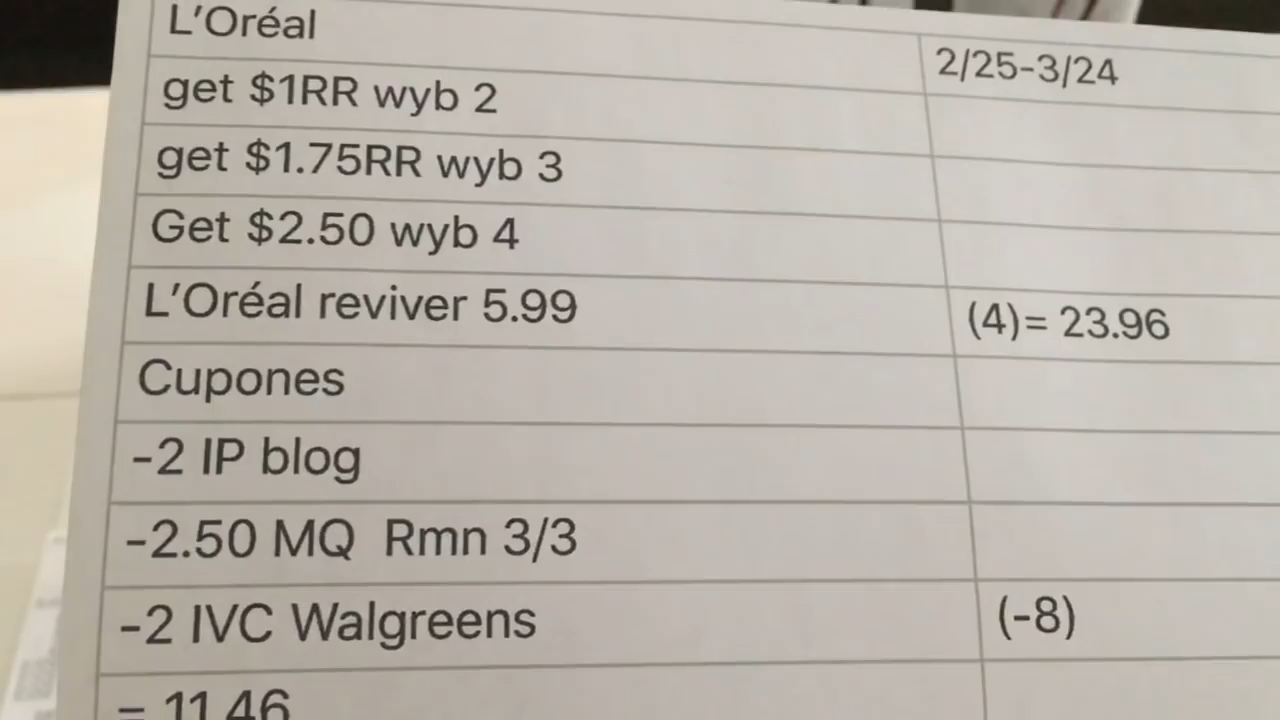 L'Oréal
2/25-3/24
get $1RR wyb 2
get $1.75RR wyb 3
Get $2.50 wyb 4
L'Oréal reviver 5.99
(4)= 23.96
Cupones
-2 IP blog
-2.50 MQ Rmn 3/3
-2 IVC Walgreens
(-8)
= 11.46